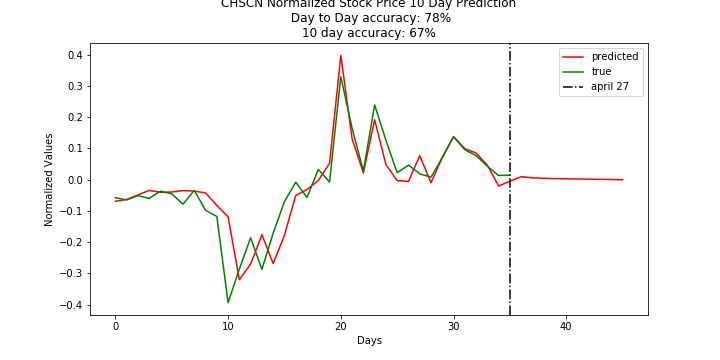 CHSCN Normalized Stock Price 10 Day Prediction
Day to Day accuracy: 78%
10 day accuracy: 67%
predicted
true
april 27
Normalized Values
0.4
0.3
0.2
0.1
0.0
−0.1
−0.2
−0.3
−0.4
0
10
20
30
40
Days